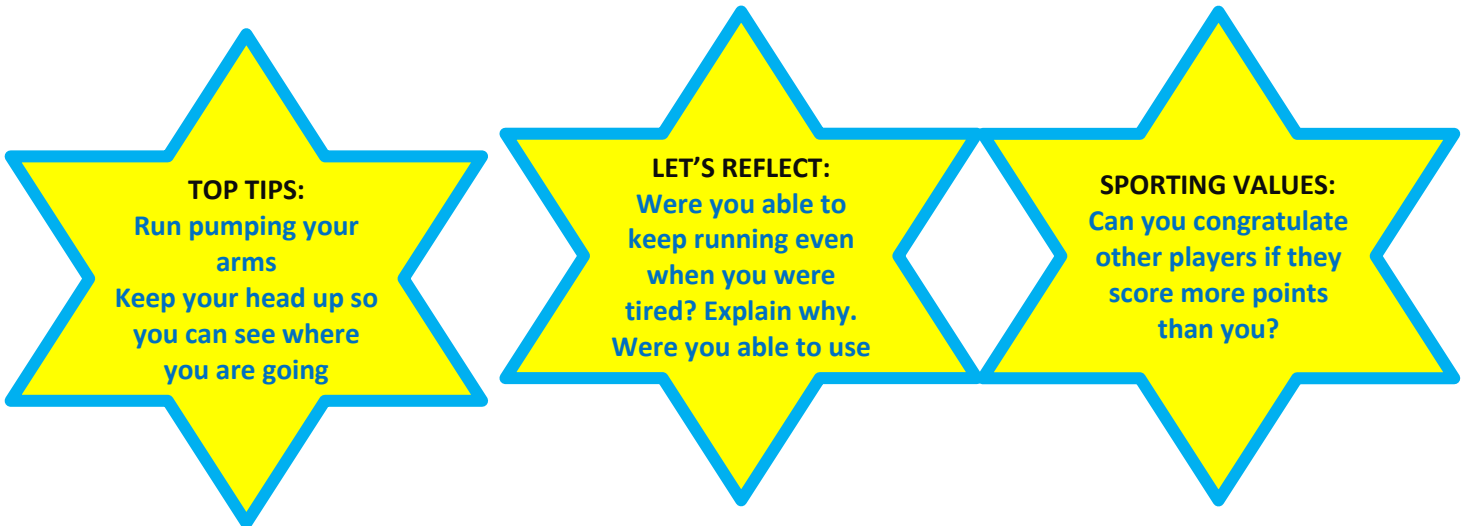 TOP TIPS:
Run pumping your
arms
Keep your head up so
you can see where
you are going
LET’S REFLECT:
Were you able to
keep running even
when you were
tired? Explain why.
Were you able to use
SPORTING VALUES:
Can you congratulate
other players if they
score more points
than you?